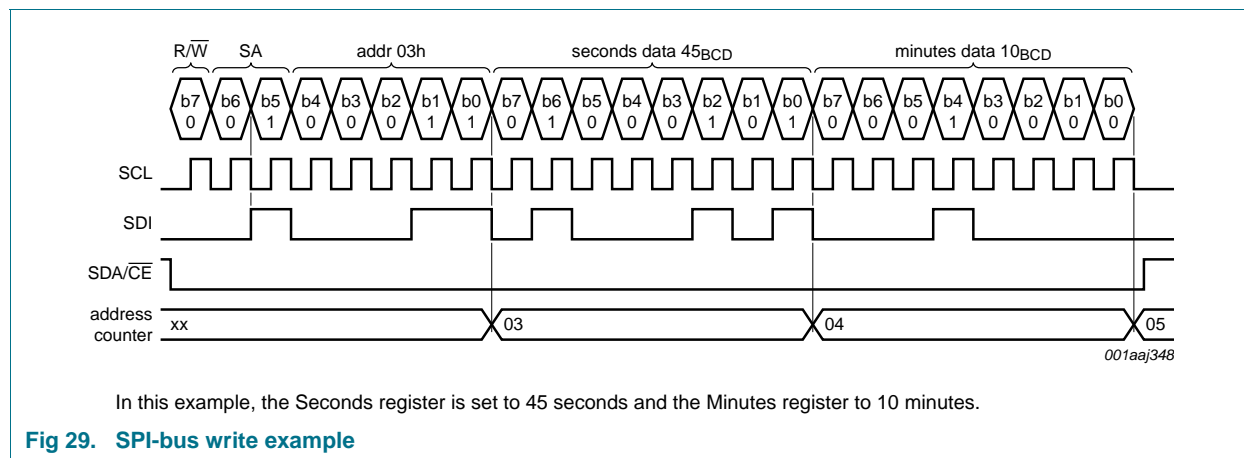 R/W SA addr 03h seconds data 45BCD minutes data 10BCD
b7 b6 b5 b4 b3 b2 b1 b0 b7 b6 b5 b4 b3 b2 b1 b0 b7 b6 b5 b4 b3 b2 b1 b0
0 0 1 0 0 0 1 1 0 1 0 0 0 1 0 1 0 0 0 1 0 0 0 0
SCL
SDI
SDA/CE
address
counter
xx 03 04 05
001aaj348
In this example, the Seconds register is set to 45 seconds and the Minutes register to 10 minutes.
Fig 29. SPI-bus write example